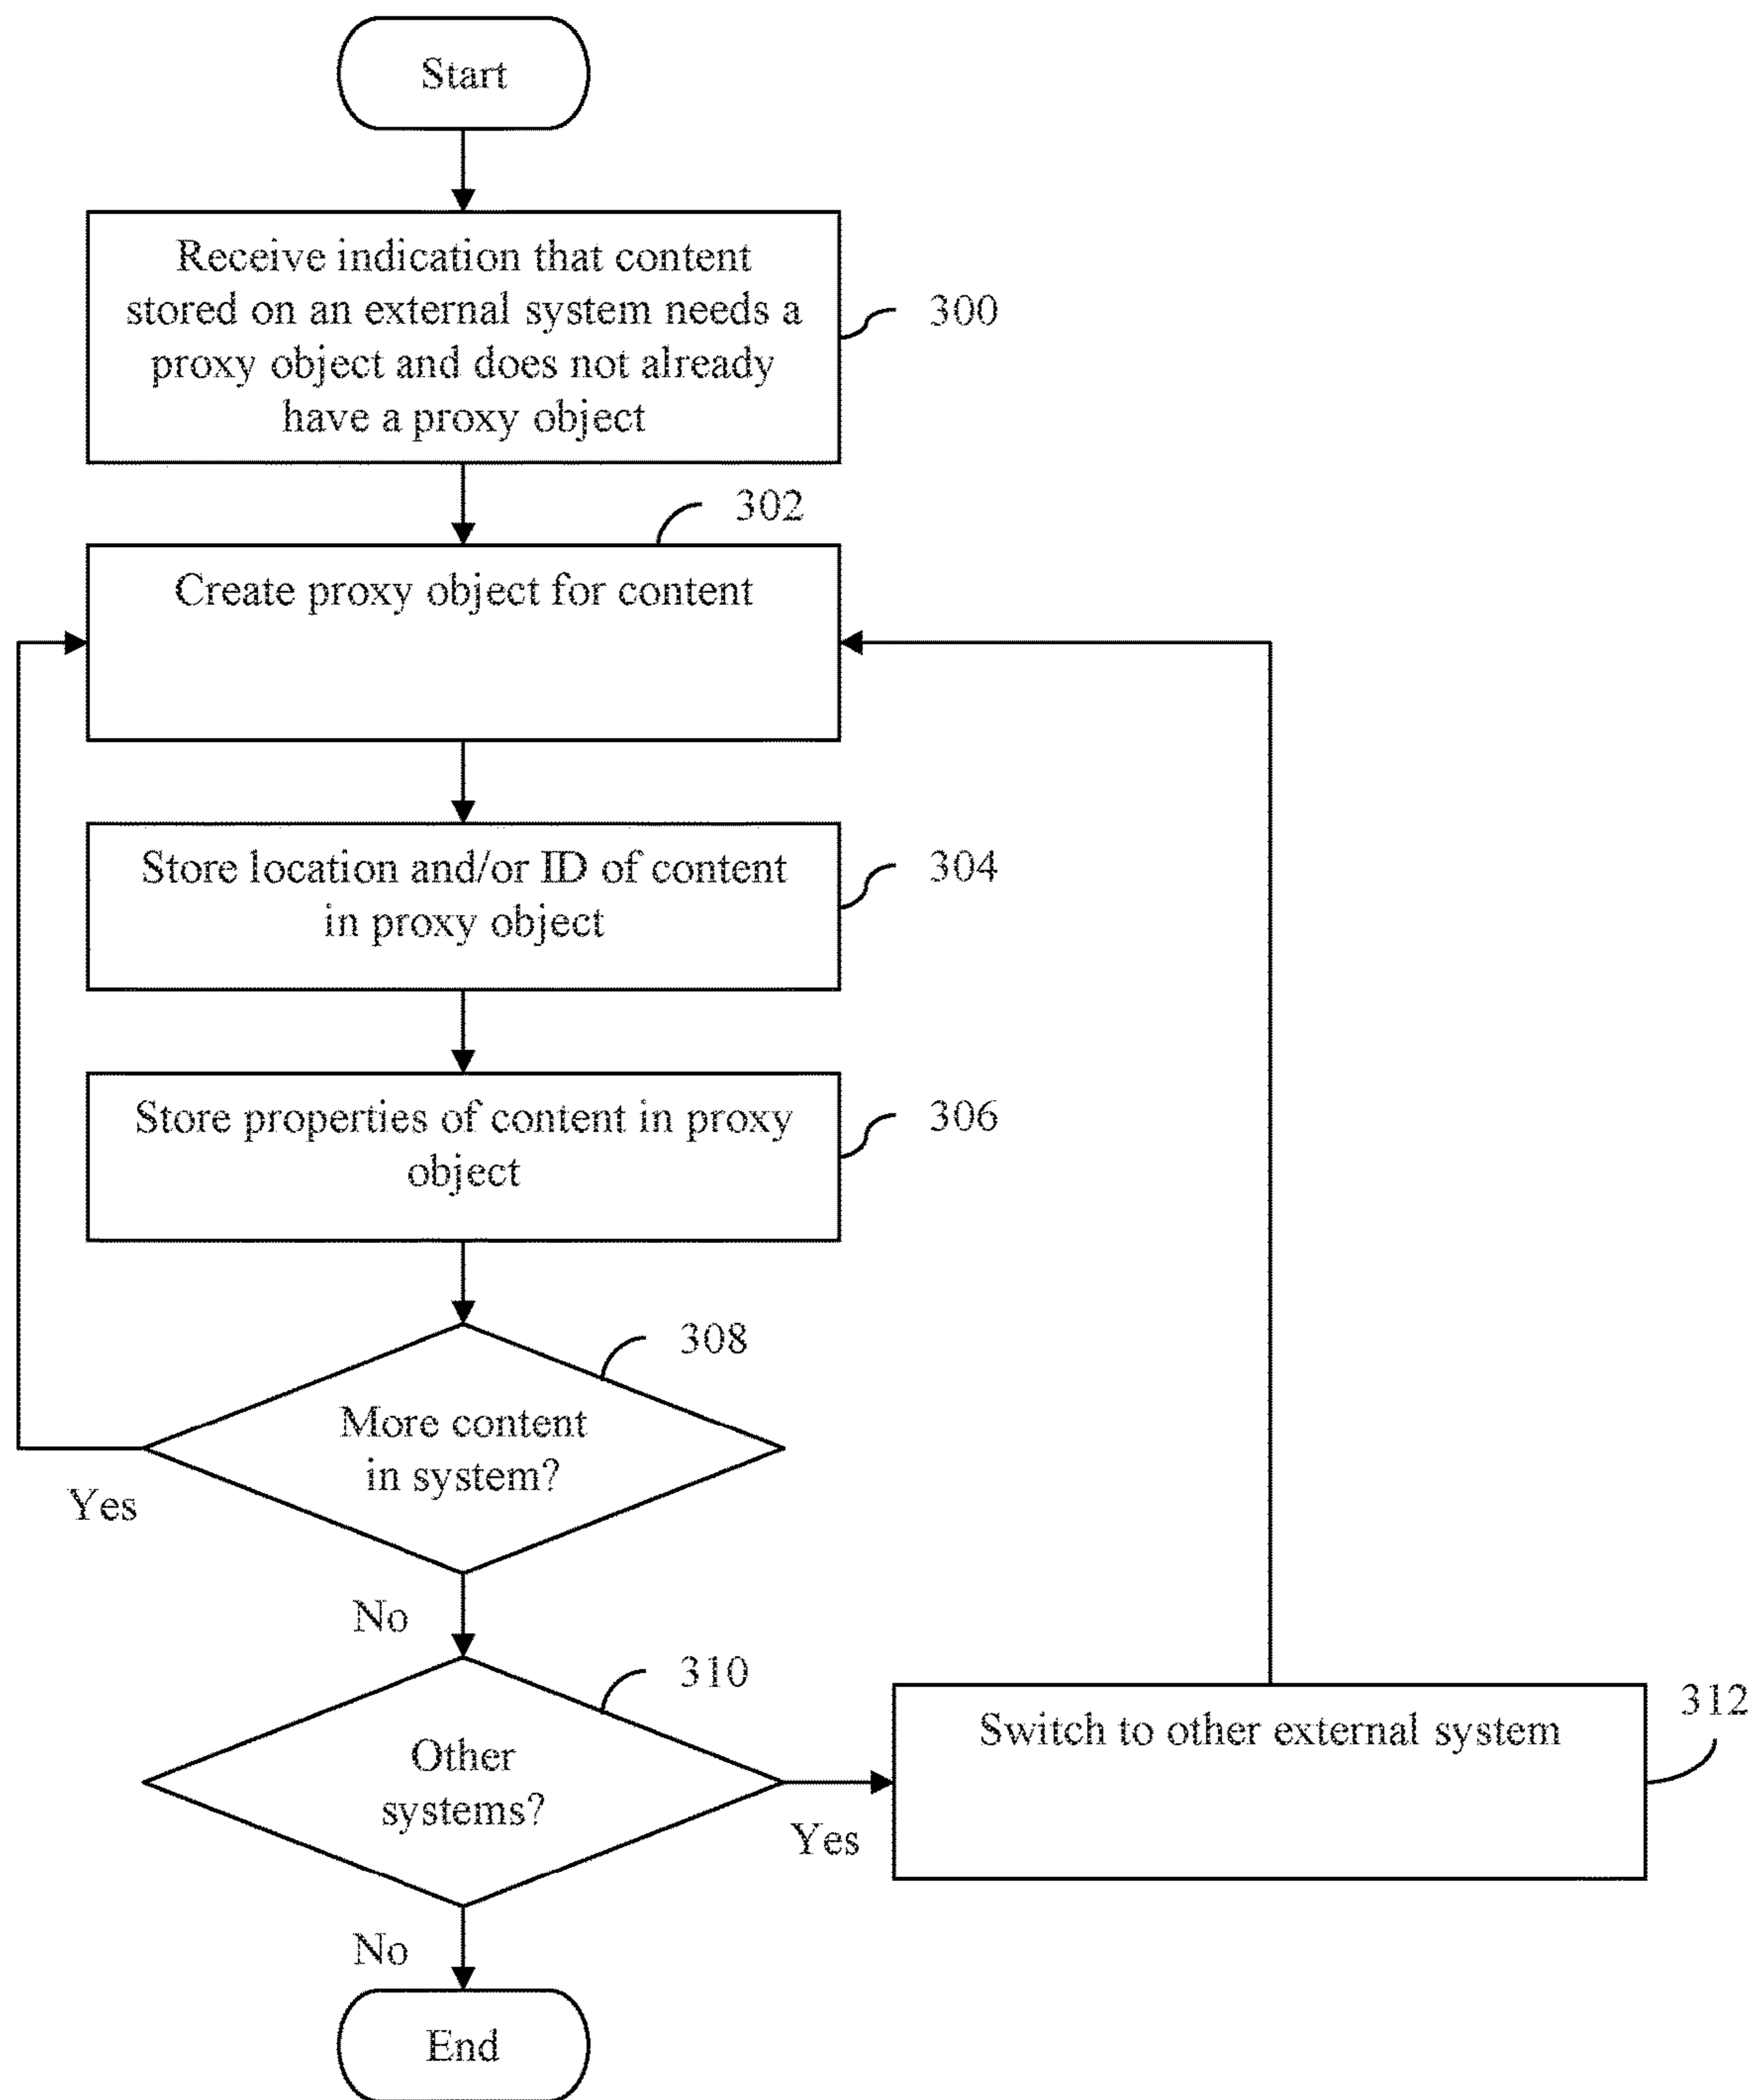 Start
Receive indication that content
stored on an external system needs a
proxy object and does not already
have a proxy object
300
302
Create proxy object for content
Store location and/or ID of content
in proxy object
304
Store properties of content in proxy
object
306
308
More content
in system?
Yes
No
310
Other
systems?
Yes
Switch to other external system
312
No
End